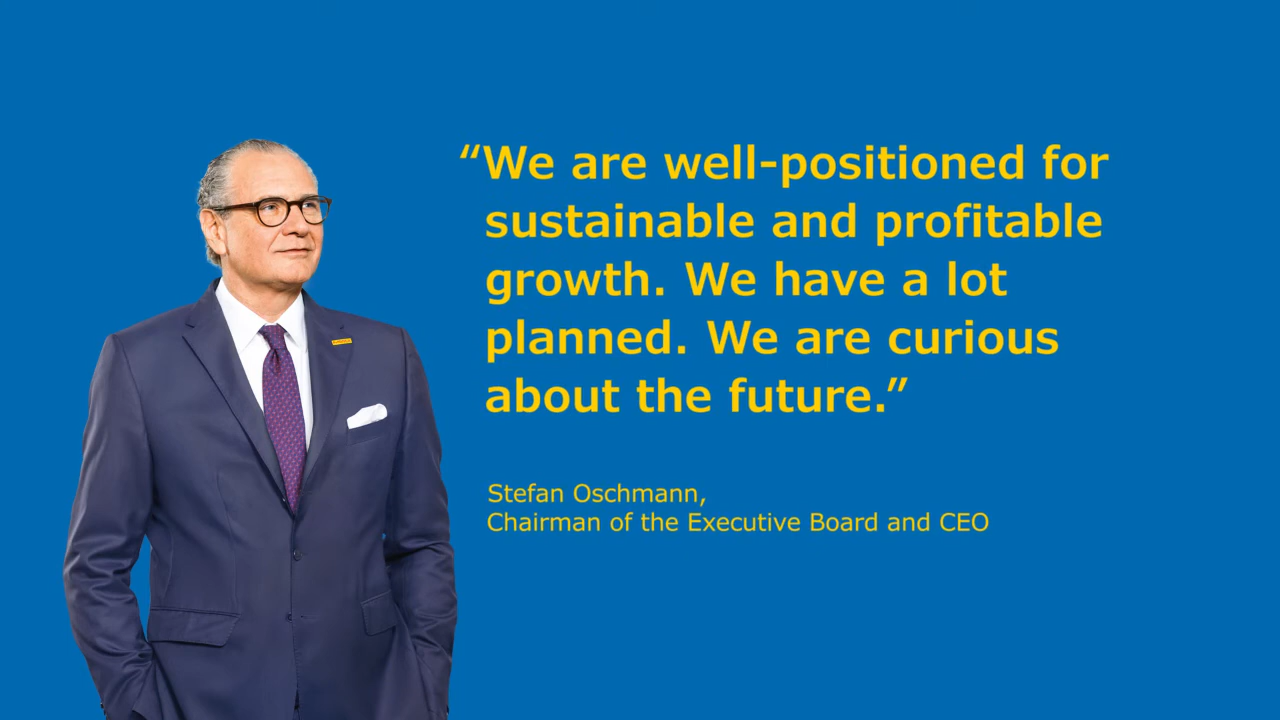 “We are well-positioned for
sustainable and profitable
growth. We have a lot
planned. We are curious
about the future.”
Stefan Oschmann,
Chairman of the Executive Board and CEO